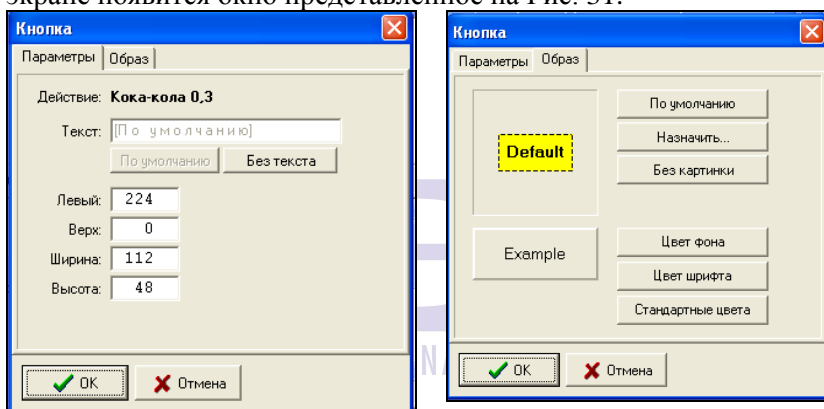 экране появится окно представленное на Рис. 31.
Кнопка
Параметры Образ
Действие: Кока-кола 0,3
Текст: [По умолчанию]
По умолчанию Без текста
Левый: 224
Верх: 0
Ширина: 112
Высота: 48
OK Отмена
Кнопка
Параметры Образ
Default
По умолчанию
Назначить...
Без картинки
Example
Цвет фона
Цвет шрифта
Стандартные цвета
OK Отмена